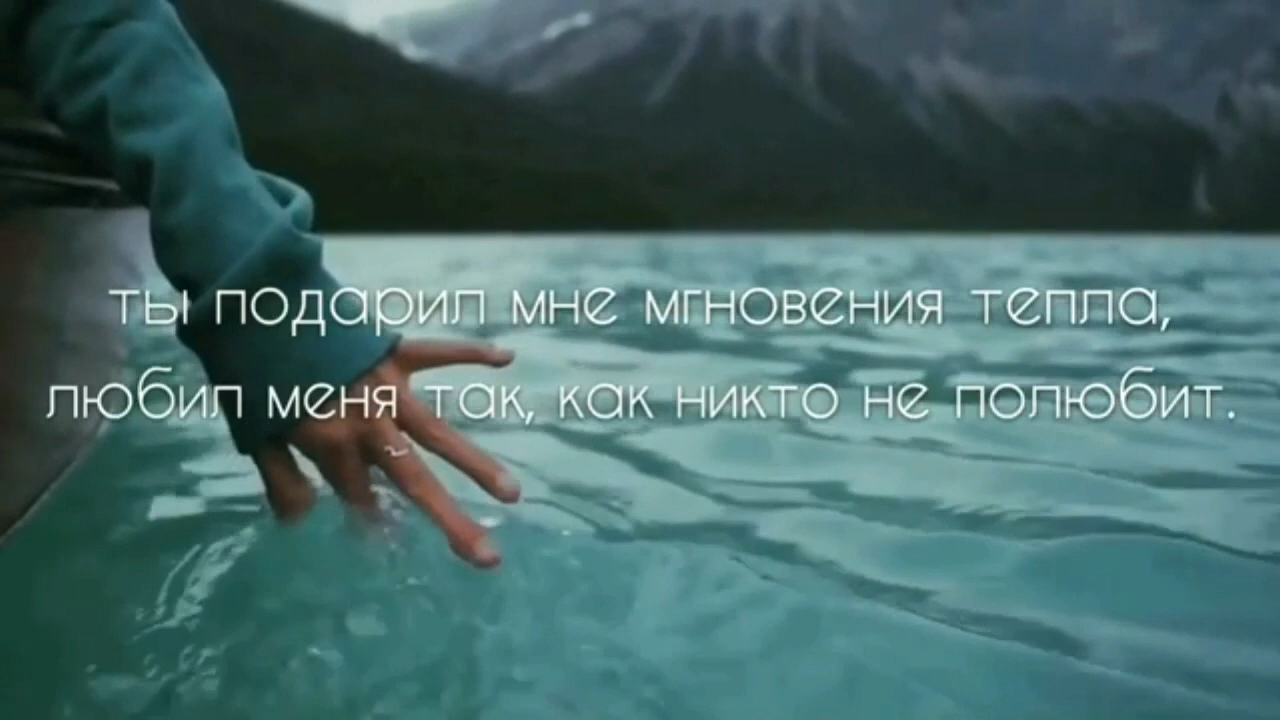 ты подарил мне мгновения тепла,
любил меня так, как никто не полюбит.